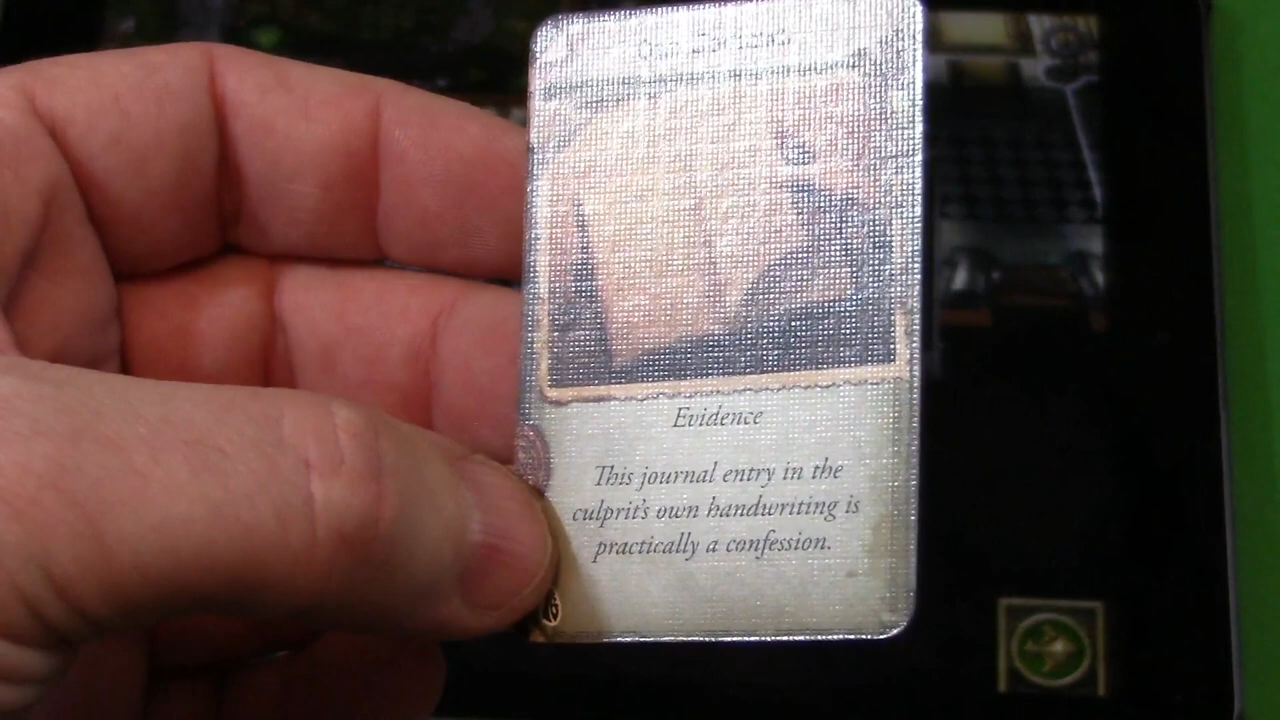 Evidence
This journal entry in the
culprit's own handwriting is
practically a confession.